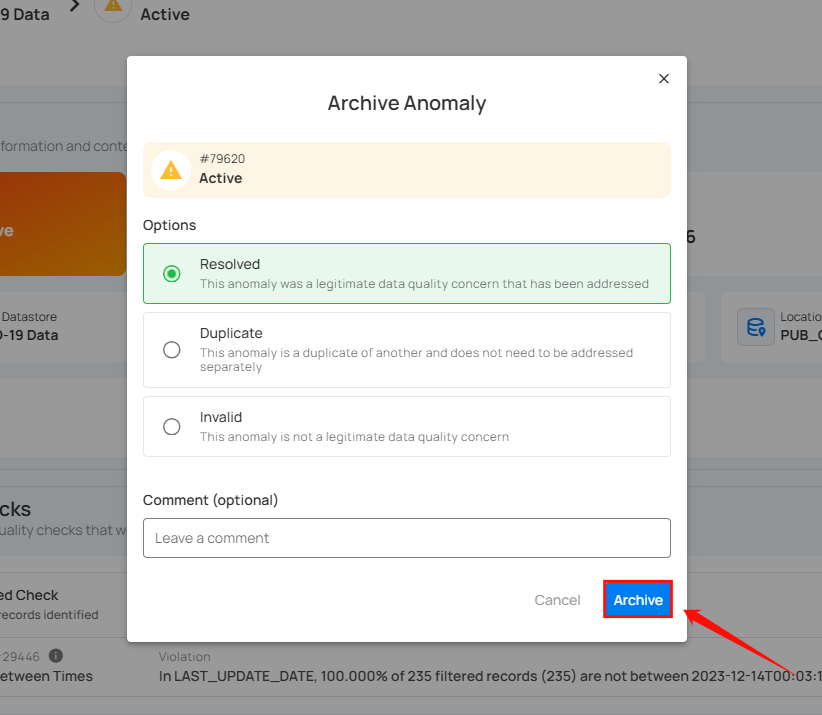 9 Data
Active
Archive Anomaly
#79620
Active
formation and conte
ve
Options
Resolved
This anomaly was a legitimate data quality concern that has been addressed
6
Datastore
D-19 Data
Duplicate
This anomaly is a duplicate of another and does not need to be addressed
separately
Locatio
PUB_C
Invalid
This anomaly is not a legitimate data quality concern
Comment (optional)
cks
uality checks that w
Leave a comment
ed Check
records identified
Cancel
Archive
#29446
etween Times
Violation
In LAST_UPDATE_DATE, 100.000% of 235 filtered records (235) are not between 2023-12-14T00:03:1